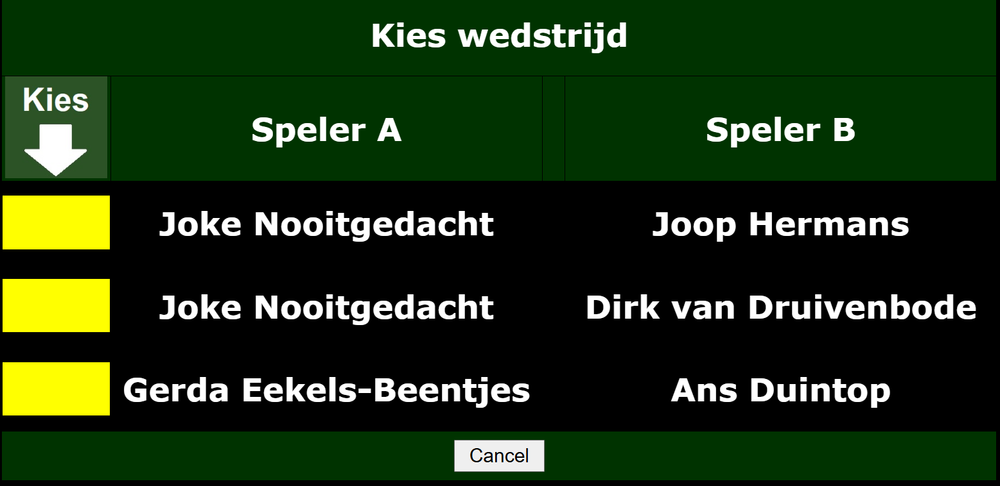 Kies wedstrijd
Kies
Speler A Speler B
Joke Nooitgedacht Joop Hermans
Joke Nooitgedacht Dirk van Druivenbode
Gerda Eekels-Beentjes Ans Duintop
Cancel